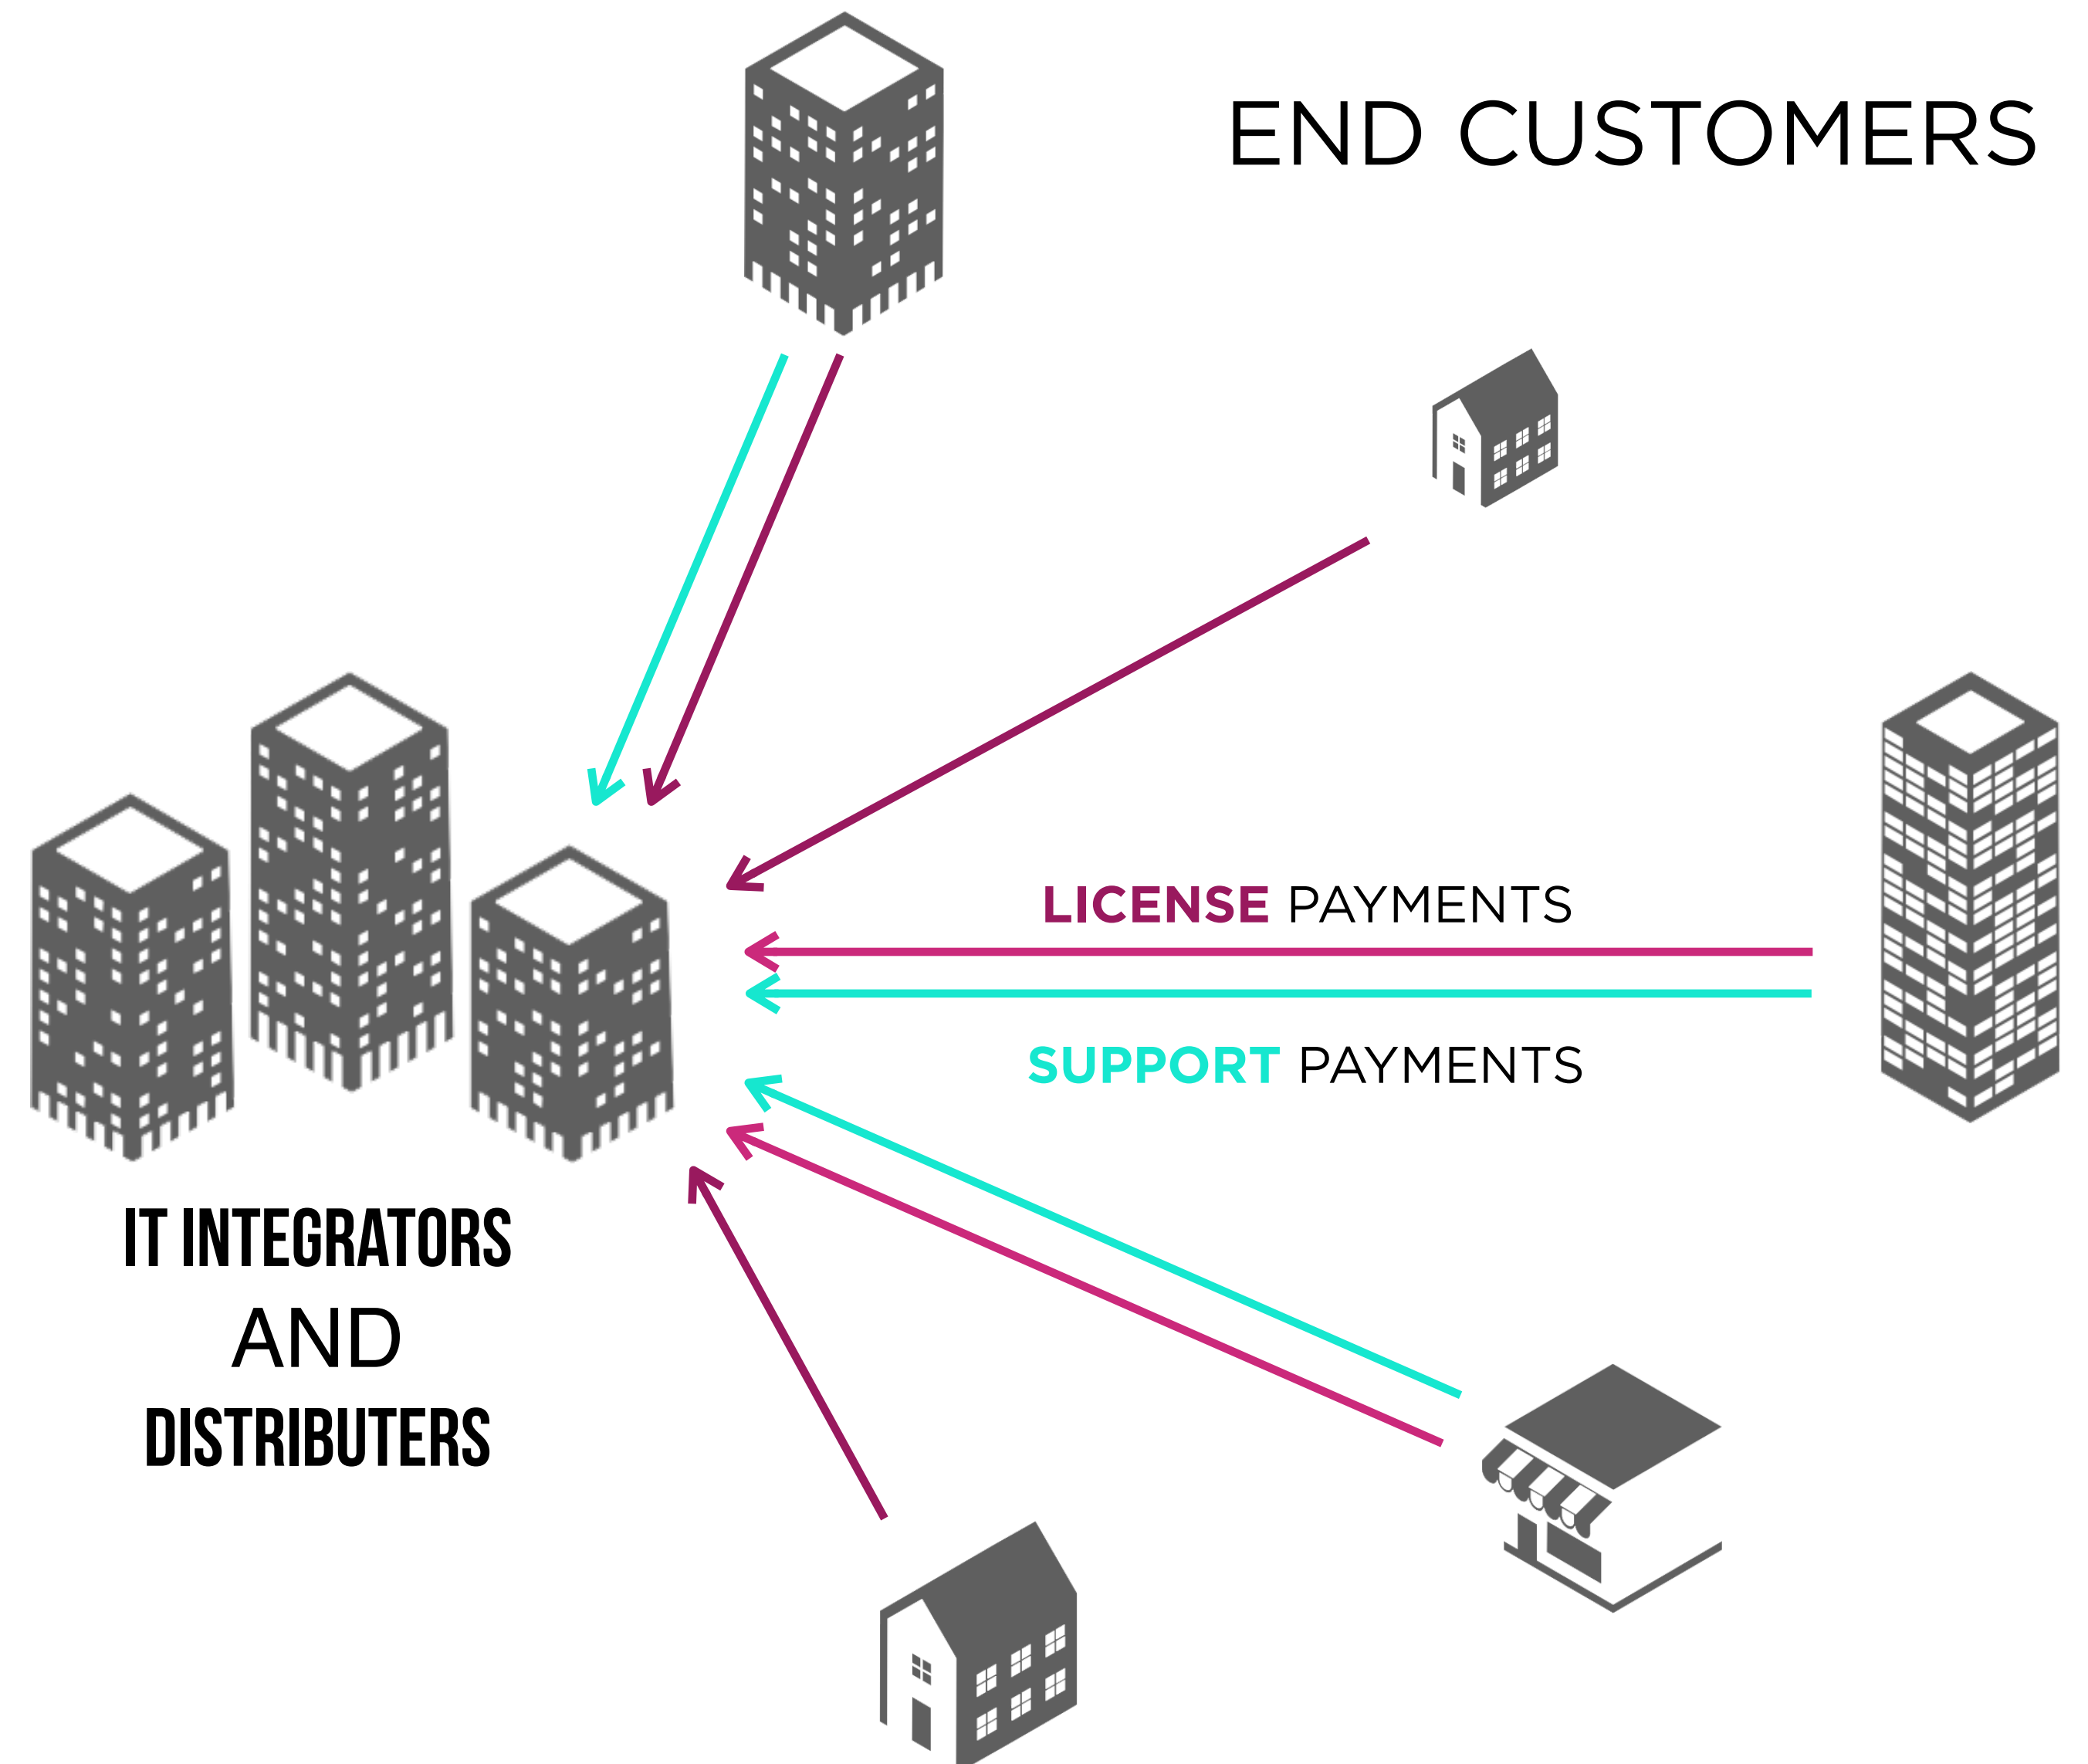 END CUSTOMERS
LICENSE PAYMENTS
SUPPORT PAYMENTS
IT INTEGRATORS
AND
DISTRIBUTERS